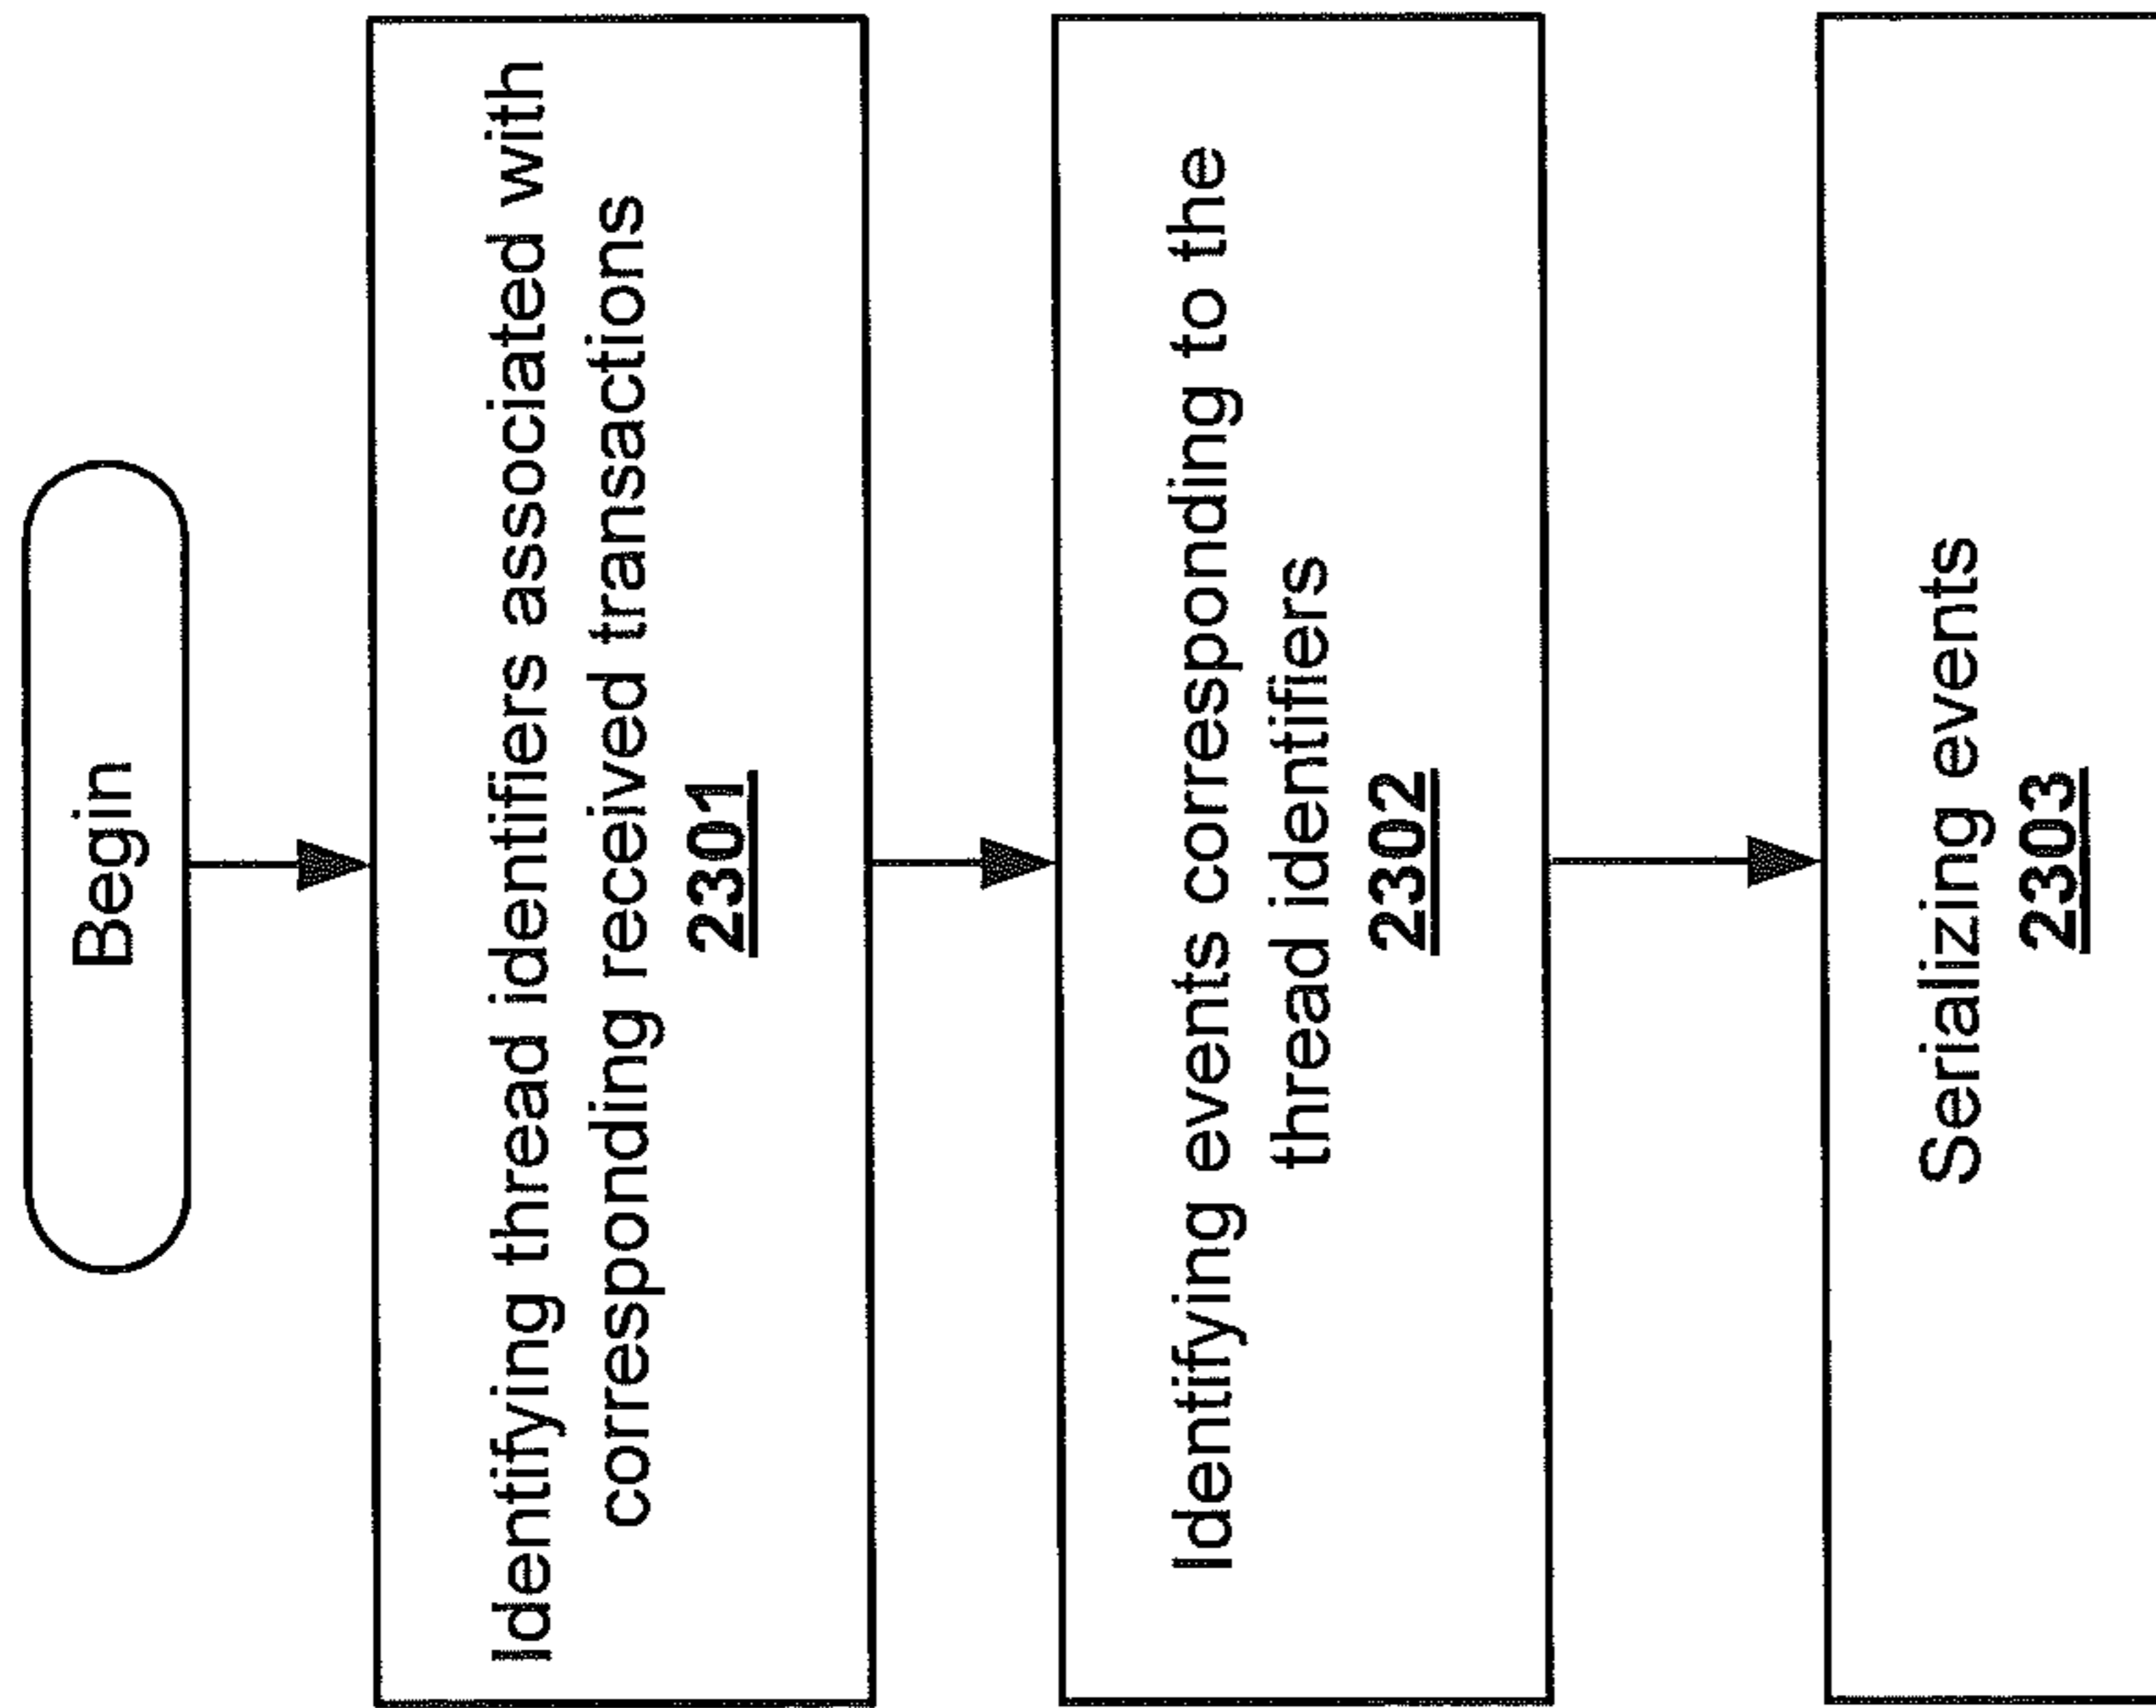 Begin
Identifying thread identifiers associated with
corresponding received transactions
2301
Identifying events corresponding to the
thread identifiers
2302
Serializing events
2303